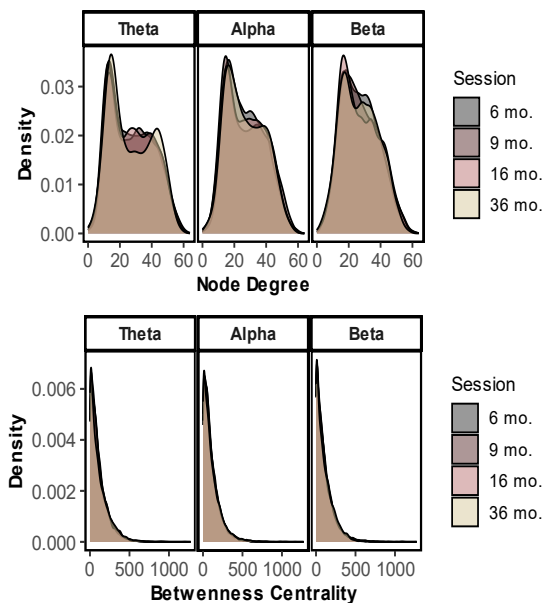 Theta Alpha Beta
0.03
0.02
0.01
0.00
Density
0 20 40 60 0 20 40 60 0 20 40 60
Node Degree
Session
6 mo.
9 mo.
16 mo.
36 mo.
Theta Alpha Beta
0.006
0.004
0.002
0.000
Density
0 500 1000 0 500 1000 0 500 1000
Betwenness Centrality
Session
6 mo.
9 mo.
16 mo.
36 mo.